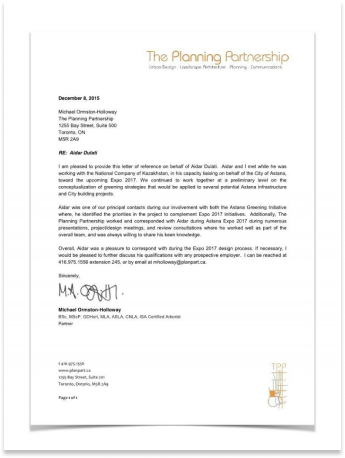 The Planning Partnership
Urban Design . Landscape Architecture . Planning . Communications
December 8, 2015
Michael Ormston-Holloway
The Planning Partnership
1255 Bay Street, Suite 500
Toronto, ON
M5R 2A9
RE: Aidar Dulati
I am pleased to provide this letter of reference on behalf of Aidar Dulati. Aidar and I met while he was
working with the National Company of Kazakhstan, in his capacity liaising on behalf of the City of Astana,
toward the upcoming Expo 2017. We continued to work together at a preliminary level on the
conceptualization of greening strategies that would be applied to several potential Astana infrastructure
and City building projects.
Aidar was one of our principal contacts during our involvement with both the Astana Greening Initiative
where, he identified the priorities in the project to complement Expo 2017 initiatives. Additionally, The
Planning Partnership worked and corresponded with Aidar during Astana Expo 2017 during numerous
presentations, project/design meetings, and review consultations where he worked well as part of the
overall team, and was always willing to share his keen knowledge.
Overall, Aidar was a pleasure to correspond with during the Expo 2017 design process. If necessary, I
would be pleased to further discuss his qualifications with any prospective employer. I can be reached at
416.975.1556 extension 245, or by email at mholloway@planpart.ca.
Sincerely,
Michael Ormston-Holloway
BSc, MScP, GDHort, MLA, ASLA, CNLA, ISA Certified Arborist
Partner
t 416.975.1556
www.planpart.ca
1255 Bay Street, Suite 500
Toronto, Ontario, M5R 2A9
Page 1 of 1
TPP